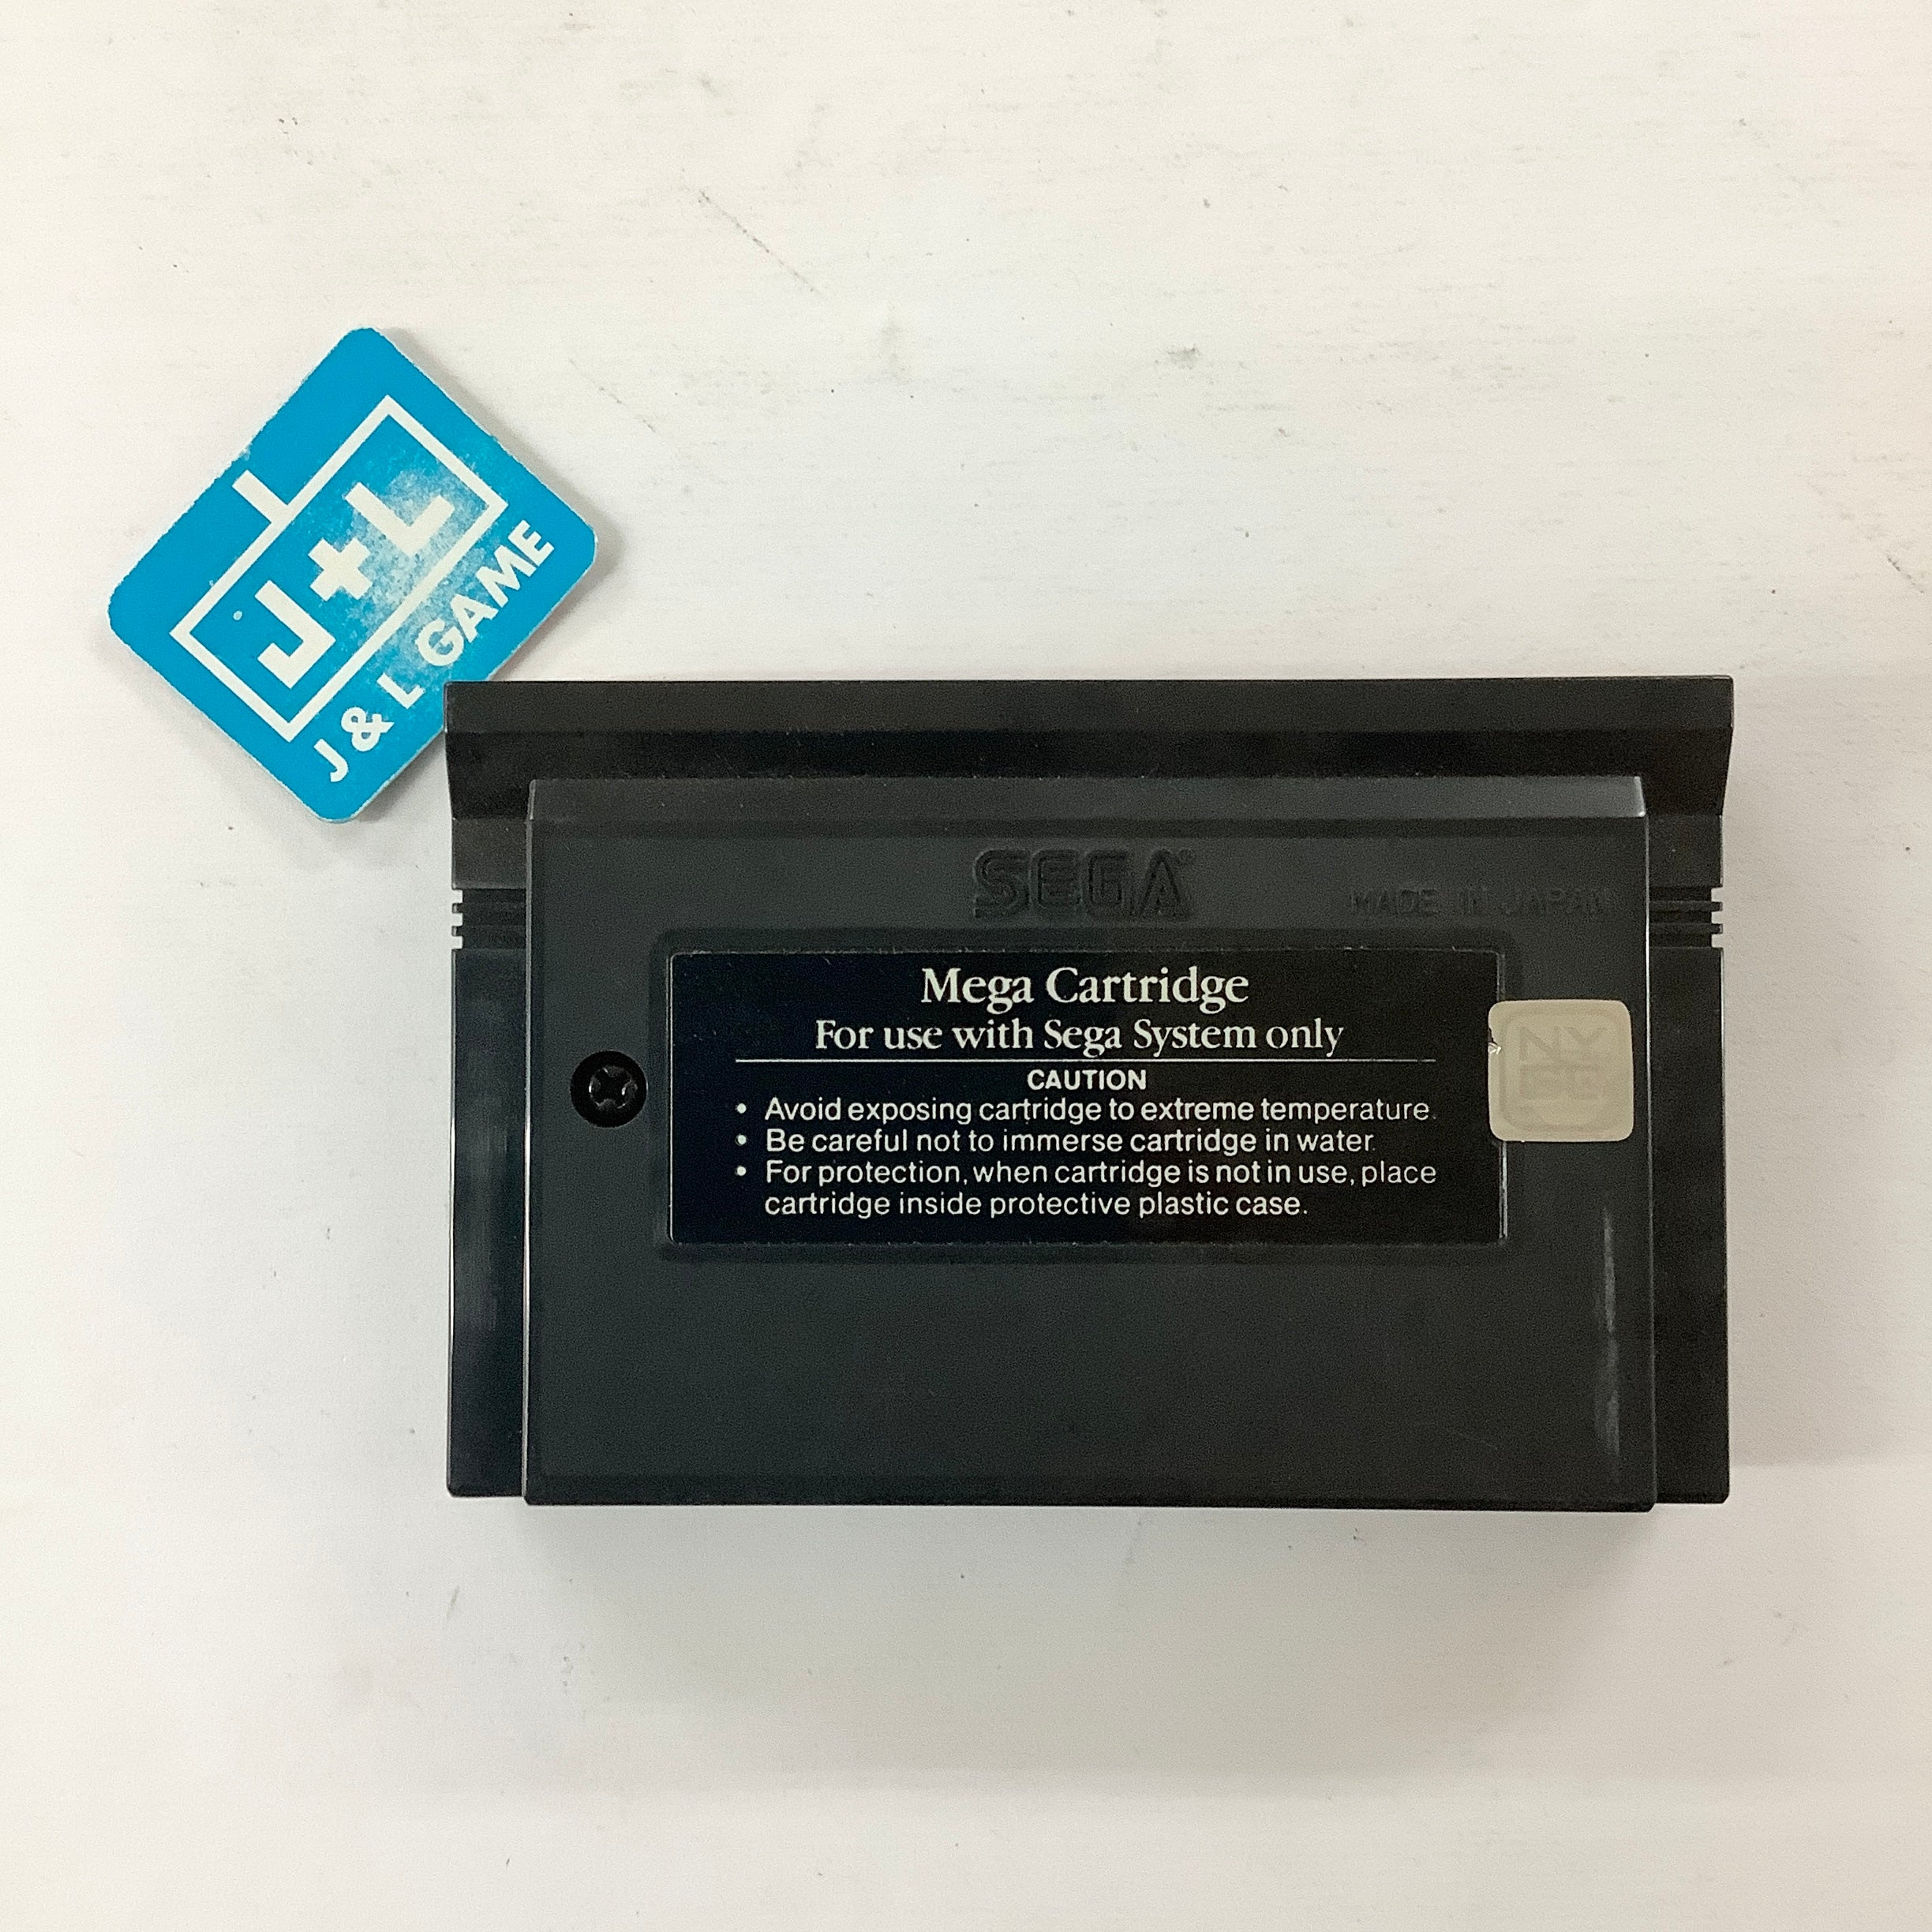 J+L
J & L GAME
SEGA®
MADE IN JAPAN
Mega Cartridge
For use with Sega System only
CAUTION
• Avoid exposing cartridge to extreme temperature.
• Be careful not to immerse cartridge in water.
• For protection, when cartridge is not in use, place
cartridge inside protective plastic case.
NY